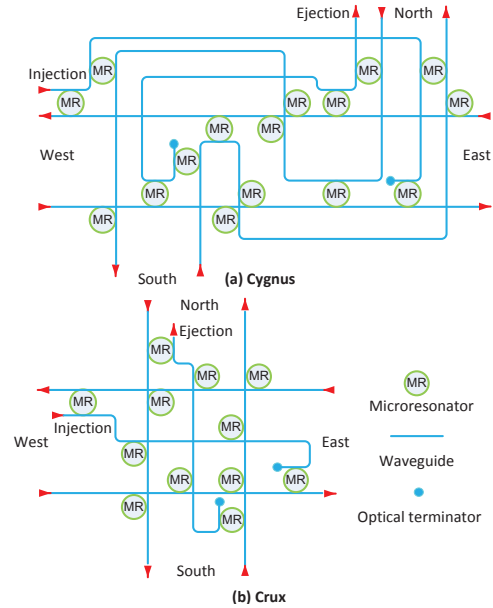 Ejection North
MR MR MR
Injection
MR MR MR MR
MR MR
West East
MR
MR MR MR MR
MR MR
South
(a) Cygnus
North
Ejection
MR
MR MR
MR
Microresonator
MR MR
Injection
MR
West East
MR
Waveguide
MR MR MR
MR
MR
Optical terminator
South
(b) Crux